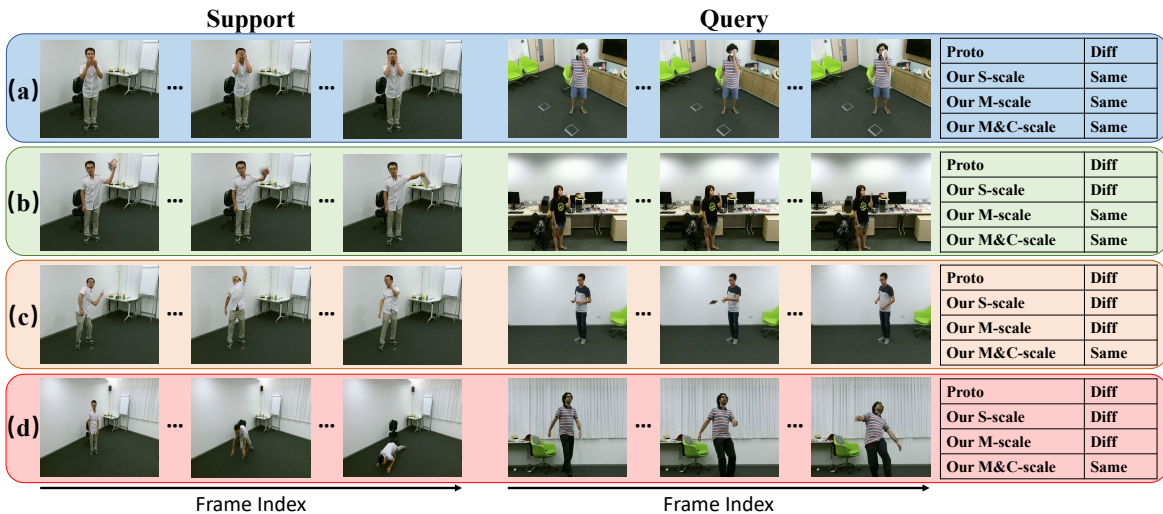 Support Query
(a) ... ... ... ... Proto Diff
Our S-scale Same
Our M-scale Same
Our M&C-scale Same
(b) ... ... ... ... Proto Diff
Our S-scale Diff
Our M-scale Same
Our M&C-scale Same
(c) ... ... ... ... Proto Diff
Our S-scale Diff
Our M-scale Diff
Our M&C-scale Same
(d) ... ... ... ... Proto Diff
Our S-scale Diff
Our M-scale Diff
Our M&C-scale Same
Frame Index Frame Index